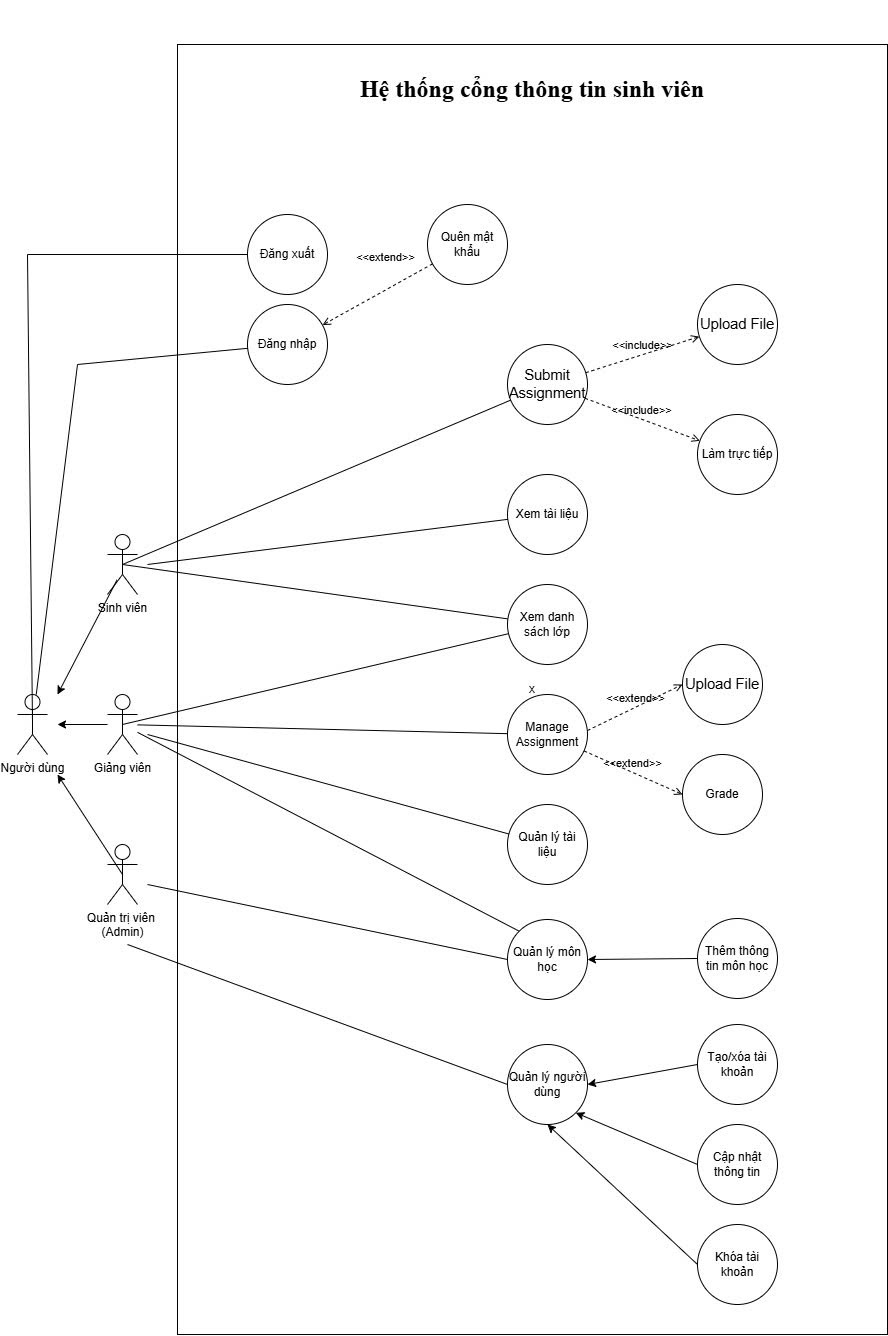 Hệ thống cổng thông tin sinh viên
Đăng xuất
Quên mật
khẩu
<<extend>>
Đăng nhập
Upload File
<<include>>
Submit
Assignment
<<include>>
Làm trực tiếp
Xem tài liệu
Sinh viên
Xem danh
sách lớp
X
Upload File
<<extend>>
Manage
Assignment
Người dùng
Giảng viên
<<extend>>
Grade
Quản lý tài
liệu
Quản trị viên
(Admin)
Quản lý môn
học
Thêm thông
tin môn học
Tạo/xóa tài
khoản
Quản lý người
dùng
Cập nhật
thông tin
Khóa tài
khoản